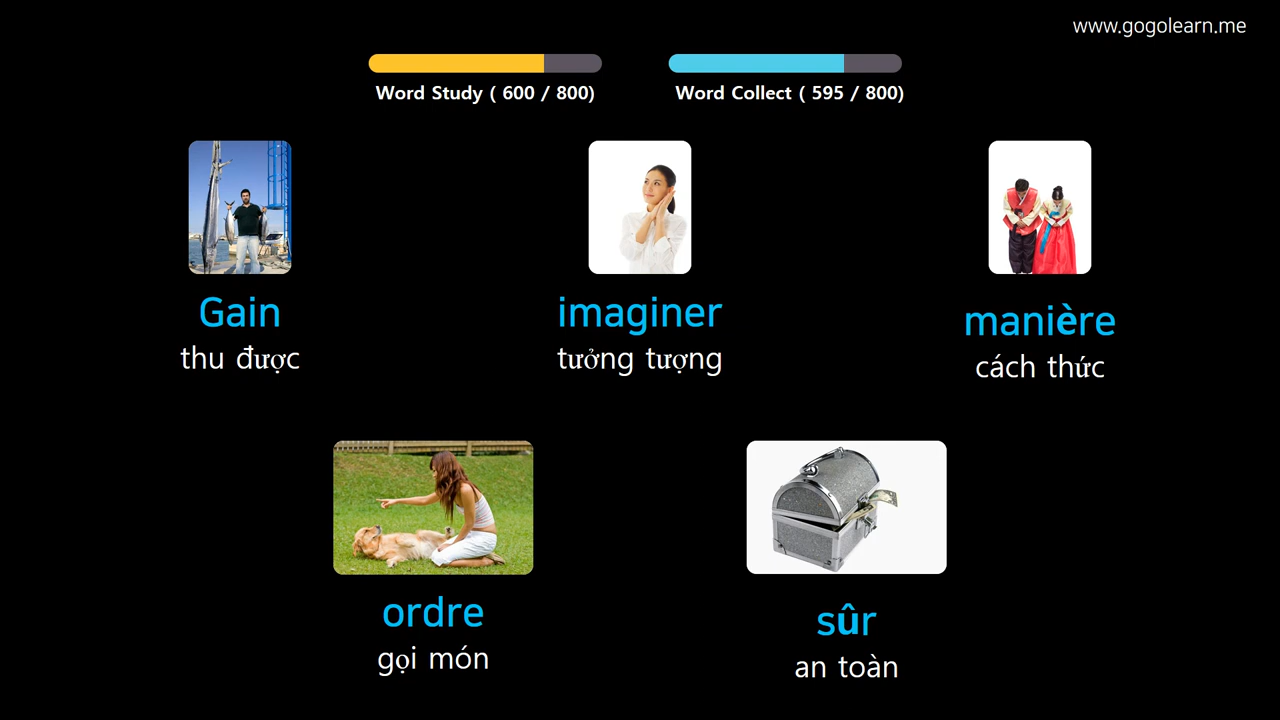 www.gogolearn.me
Word Study ( 600 / 800)
Word Collect ( 595 / 800)
Gain
thu được
imaginer
tưởng tượng
manière
cách thức
ordre
gọi món
sûr
an toàn